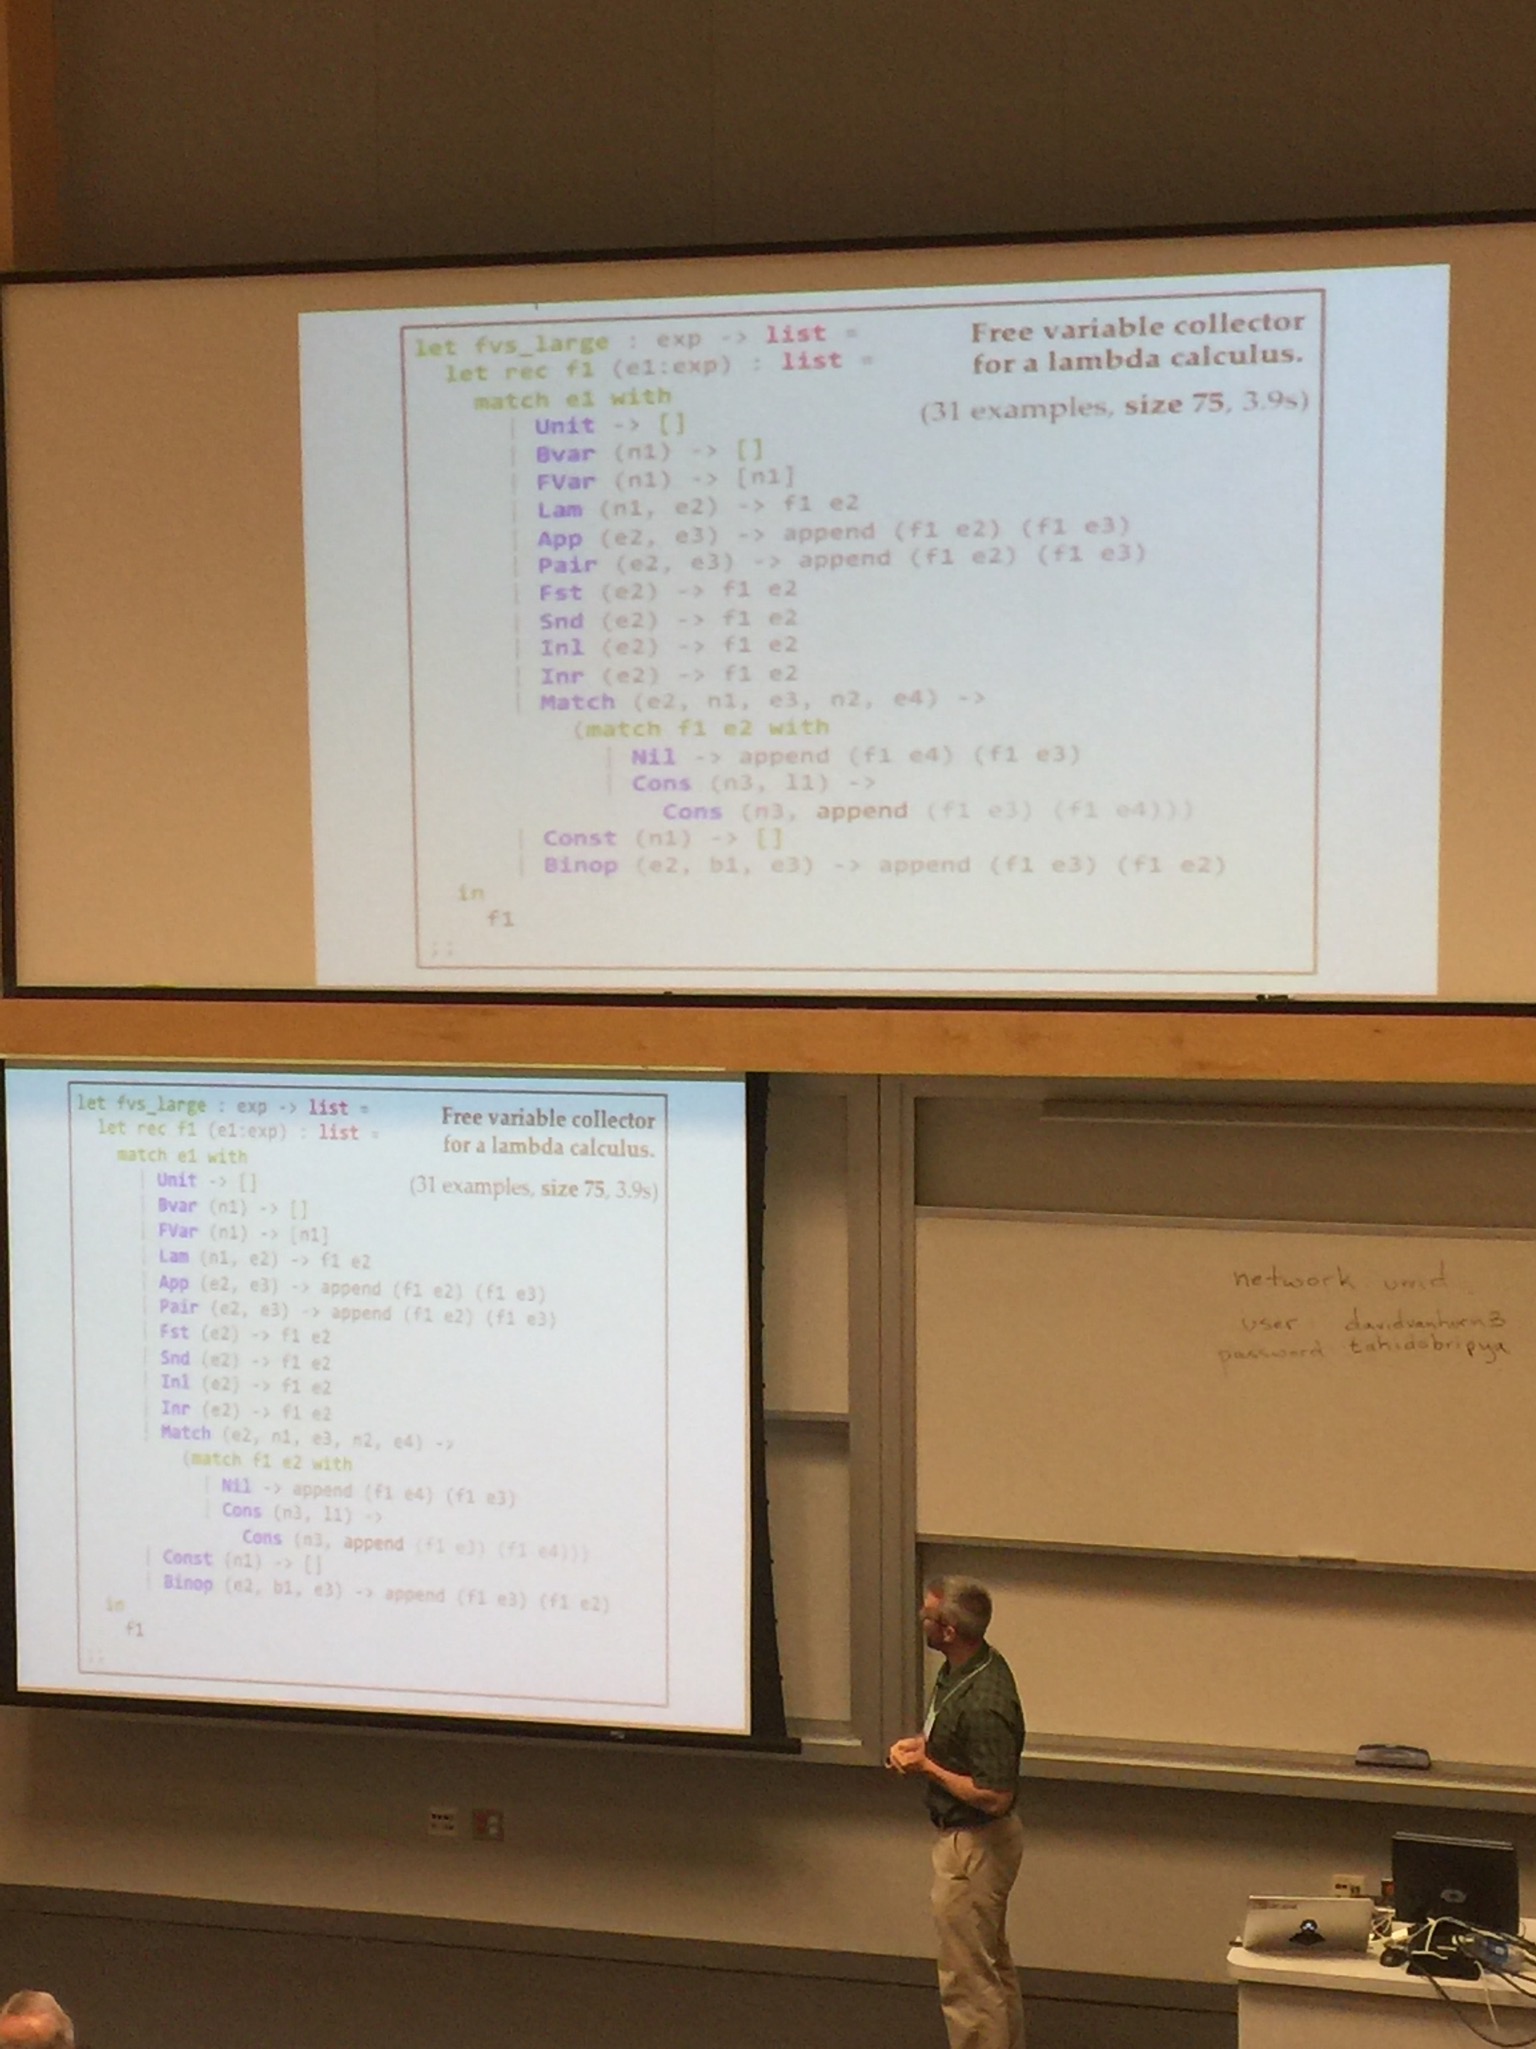 let fvs_large : exp -> list =
let rec f1 (e1:exp) : list =
match e1 with
| Unit -> []
| Bvar (n1) -> []
| FVar (n1) -> [n1]
| Lam (n1, e2) -> f1 e2
| App (e2, e3) -> append (f1 e2) (f1 e3)
| Pair (e2, e3) -> append (f1 e2) (f1 e3)
| Fst (e2) -> f1 e2
| Snd (e2) -> f1 e2
| Inl (e2) -> f1 e2
| Inr (e2) -> f1 e2
| Match (e2, n1, e3, n2, e4) ->
(match f1 e2 with
| Nil -> append (f1 e4) (f1 e3)
| Cons (n3, l1) ->
Cons (n3, append (f1 e3) (f1 e4)))
| Const (n1) -> []
| Binop (e2, b1, e3) -> append (f1 e3) (f1 e2)
in
f1
;;
Free variable collector
for a lambda calculus.
(31 examples, size 75, 3.9s)
let fvs_large : exp -> list =
let rec f1 (e1:exp) : list =
match e1 with
| Unit -> []
| Bvar (n1) -> []
| FVar (n1) -> [n1]
| Lam (n1, e2) -> f1 e2
| App (e2, e3) -> append (f1 e2) (f1 e3)
| Pair (e2, e3) -> append (f1 e2) (f1 e3)
| Fst (e2) -> f1 e2
| Snd (e2) -> f1 e2
| Inl (e2) -> f1 e2
| Inr (e2) -> f1 e2
| Match (e2, n1, e3, n2, e4) ->
(match f1 e2 with
| Nil -> append (f1 e4) (f1 e3)
| Cons (n3, l1) ->
Cons (n3, append (f1 e3) (f1 e4)))
| Const (n1) -> []
| Binop (e2, b1, e3) -> append (f1 e3) (f1 e2)
in
f1
;;
Free variable collector
for a lambda calculus.
(31 examples, size 75, 3.9s)
network umd
user davidvanhorn3
password tahidobripya